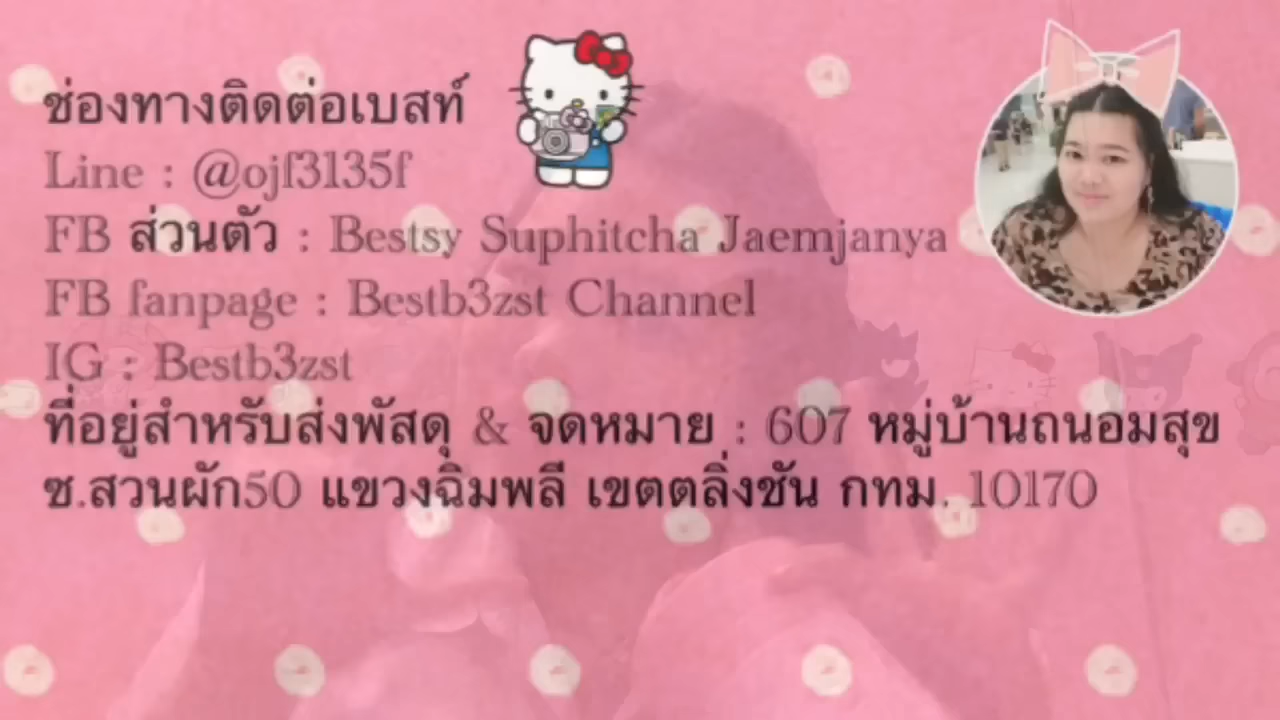 ช่องทางติดต่อเบสท์
Line : @ojf3135f
FB ส่วนตัว : Bestsy Suphitcha Jaemjanya
FB fanpage : Bestb3zst Channel
IG : Bestb3zst
ที่อยู่สำหรับส่งพัสดุ & จดหมาย : 607 หมู่บ้านถนอมสุข
ซ.สวนผัก50 แขวงฉิมพลี เขตตลิ่งชัน กทม. 10170